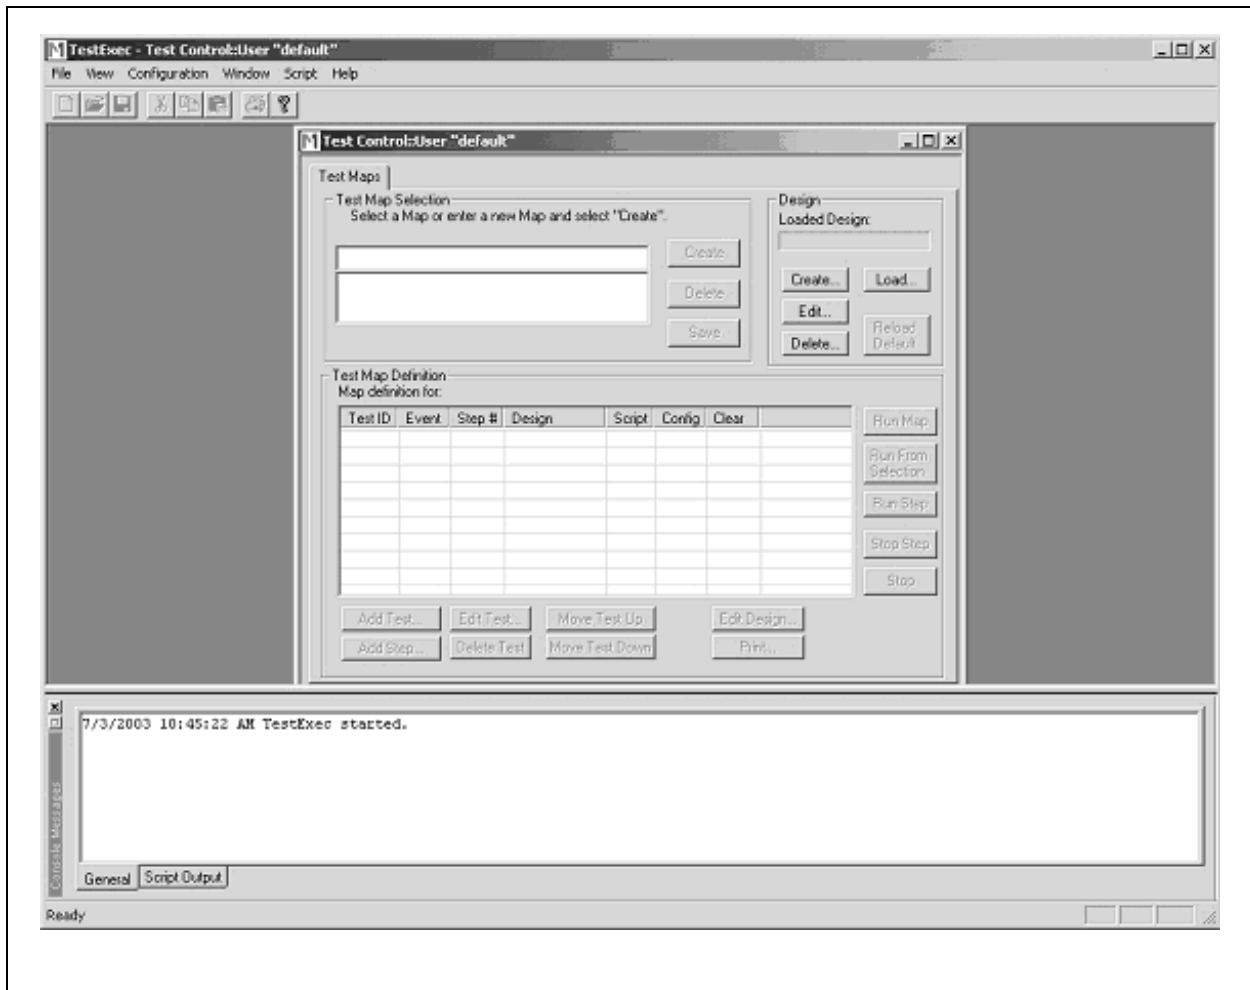 TestExec - Test Control::User "default"
File View Configuration Window Script Help
Test Control::User "default"
Test Maps
Test Map Selection
Select a Map or enter a new Map and select "Create".
Create
Delete
Save
Design
Loaded Design:
Create... Load...
Edit...
Delete...
Reload
Default
Test Map Definition
Map definition for:
Test ID Event Step # Design Script Config Clear
Run Map
Run From
Selection
Run Step
Stop Step
Stop
Add Test... Edit Test... Move Test Up Edit Design...
Add Step... Delete Test Move Test Down Print...
7/3/2003 10:45:22 AM TestExec started.
Console Messages
General Script Output
Ready